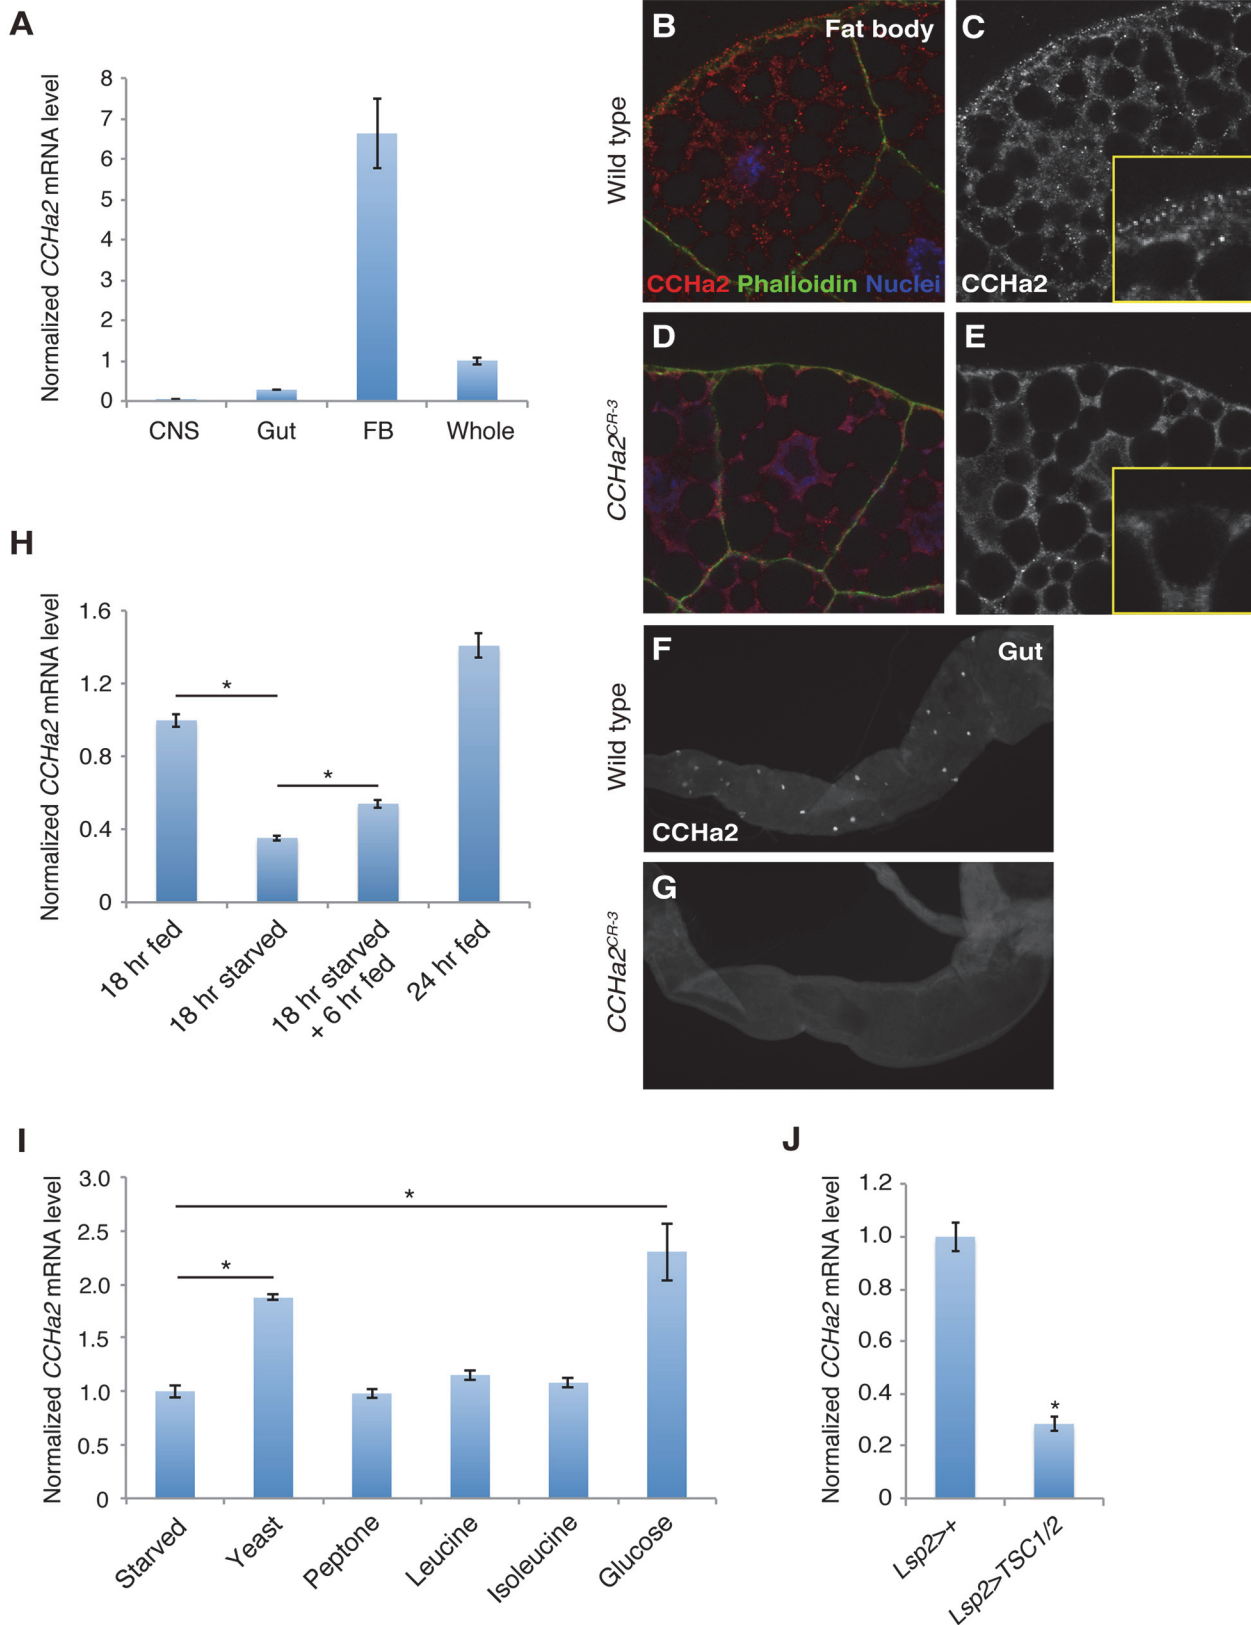 A
Normalized CCHa2 mRNA level
8
7
6
5
4
3
2
1
0
CNS
Gut
FB
Whole
B
Fat body
Wild type
CCHa2 Phalloidin Nuclei
C
CCHa2
D
CCHa2CR-3
E
H
Normalized CCHa2 mRNA level
1.6
1.2
0.8
0.4
0
*
*
18 hr fed
18 hr starved
18 hr starved
+ 6 hr fed
24 hr fed
F
Gut
Wild type
CCHa2
G
CCHa2CR-3
I
Normalized CCHa2 mRNA level
3.0
2.5
2.0
1.5
1.0
0.5
0
*
*
Starved
Yeast
Peptone
Leucine
Isoleucine
Glucose
J
Normalized CCHa2 mRNA level
1.2
1.0
0.8
0.6
0.4
0.2
0
*
Lsp2>+
Lsp2>TSC1/2